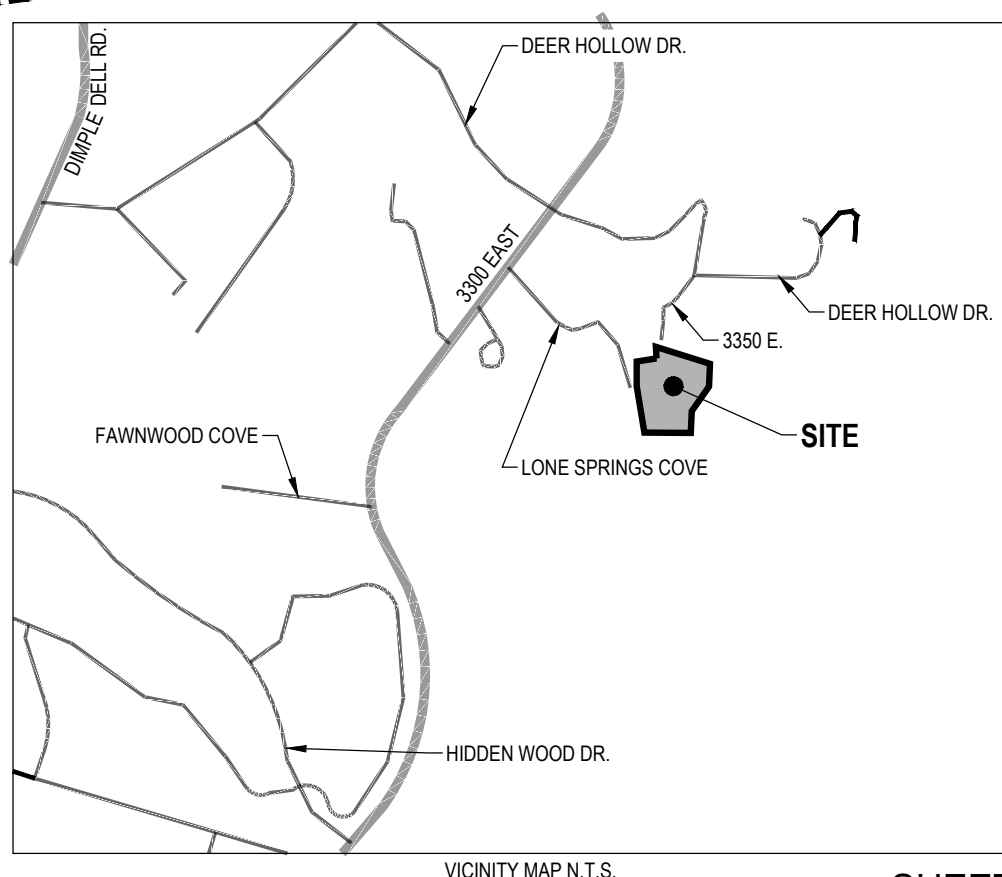 DEER HOLLOW DR.
DIMPLE DELL RD.
3300 EAST
DEER HOLLOW DR.
3350 E.
SITE
FAWNWOOD COVE
LONE SPRINGS COVE
HIDDEN WOOD DR.
VICINITY MAP N.T.S.